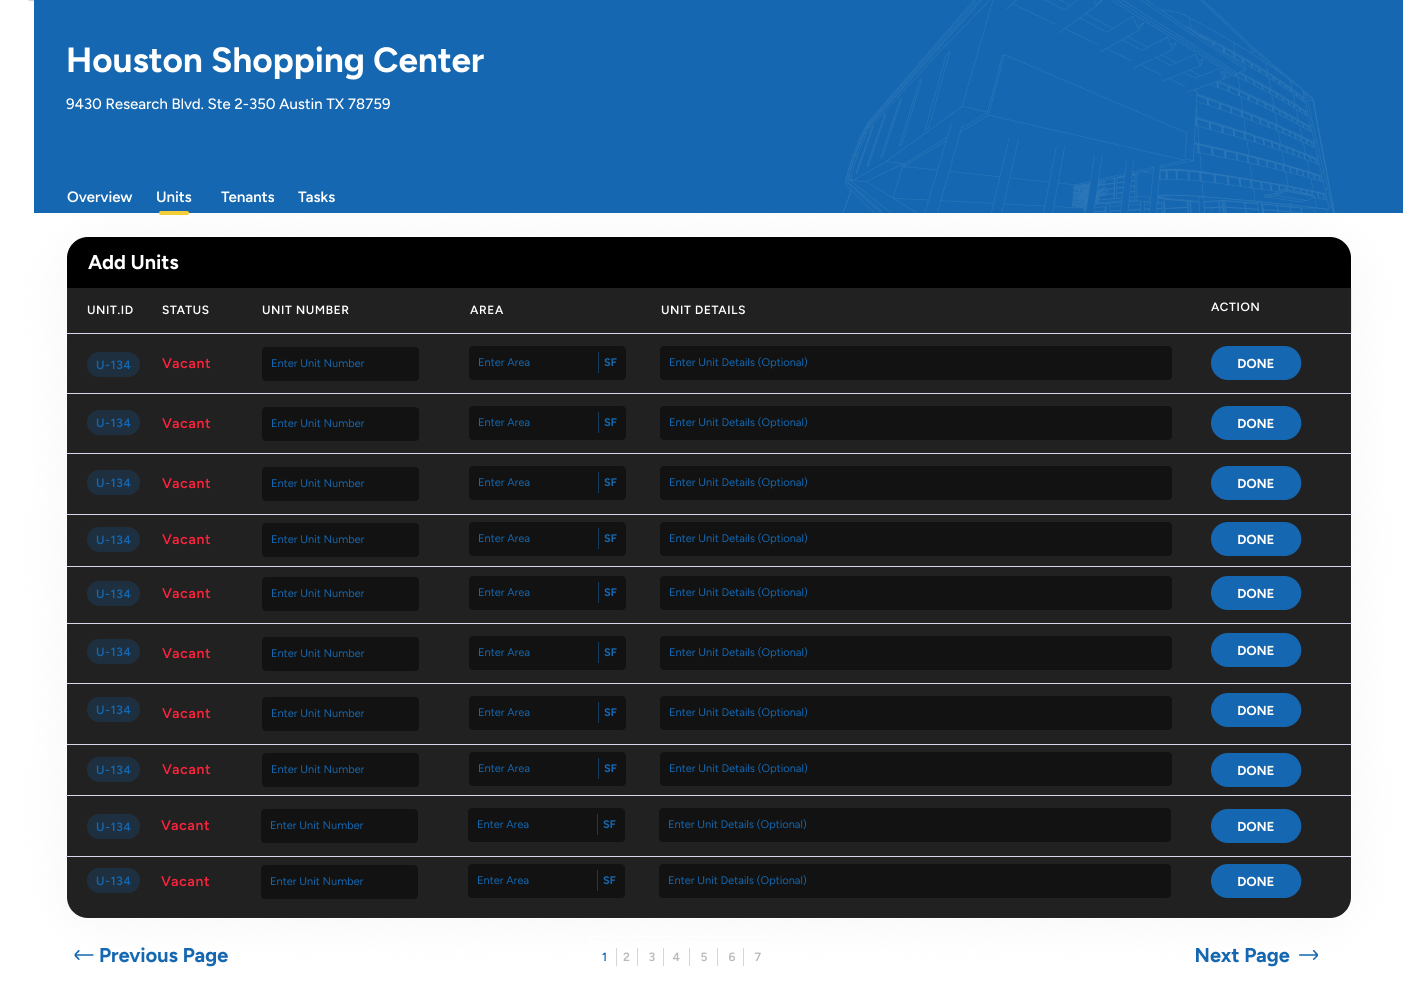 Houston Shopping Center
9430 Research Blvd. Ste 2-350 Austin TX 78759
Overview Units Tenants Tasks
Add Units
UNIT.ID STATUS UNIT NUMBER AREA UNIT DETAILS ACTION
U-134 Vacant Enter Unit Number Enter Area SF Enter Unit Details (Optional) DONE
U-134 Vacant Enter Unit Number Enter Area SF Enter Unit Details (Optional) DONE
U-134 Vacant Enter Unit Number Enter Area SF Enter Unit Details (Optional) DONE
U-134 Vacant Enter Unit Number Enter Area SF Enter Unit Details (Optional) DONE
U-134 Vacant Enter Unit Number Enter Area SF Enter Unit Details (Optional) DONE
U-134 Vacant Enter Unit Number Enter Area SF Enter Unit Details (Optional) DONE
U-134 Vacant Enter Unit Number Enter Area SF Enter Unit Details (Optional) DONE
U-134 Vacant Enter Unit Number Enter Area SF Enter Unit Details (Optional) DONE
U-134 Vacant Enter Unit Number Enter Area SF Enter Unit Details (Optional) DONE
U-134 Vacant Enter Unit Number Enter Area SF Enter Unit Details (Optional) DONE
← Previous Page 1 2 3 4 5 6 7 Next Page →